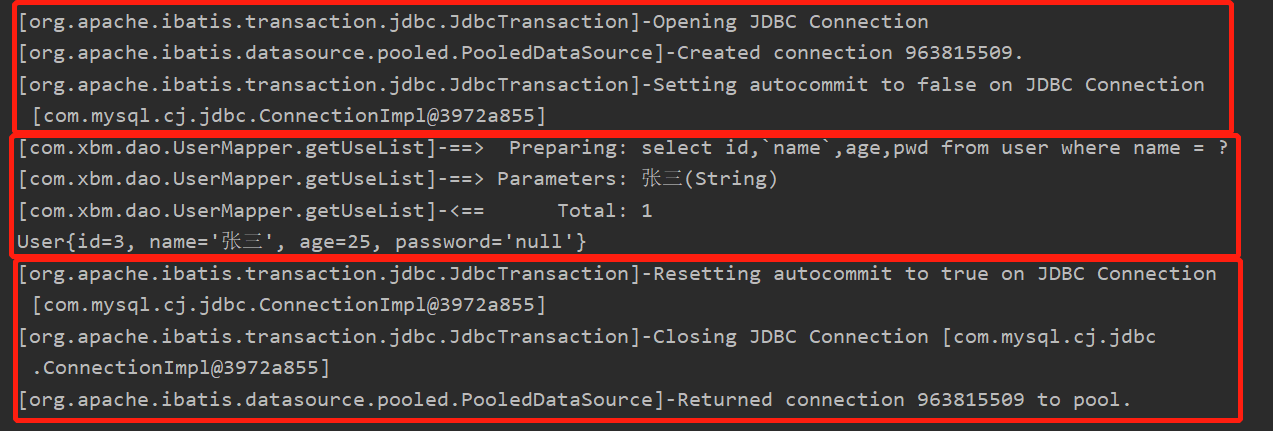 [org.apache.ibatis.transaction.jdbc.JdbcTransaction]-Opening JDBC Connection
[org.apache.ibatis.datasource.pooled.PooledDataSource]-Created connection 963815509.
[org.apache.ibatis.transaction.jdbc.JdbcTransaction]-Setting autocommit to false on JDBC Connection
[com.mysql.cj.jdbc.ConnectionImpl@3972a855]
[com.xbm.dao.UserMapper.getUseList]-==>  Preparing: select id,`name`,age,pwd from user where name = ?
[com.xbm.dao.UserMapper.getUseList]-==> Parameters: 张三(String)
[com.xbm.dao.UserMapper.getUseList]-<==      Total: 1
User{id=3, name='张三', age=25, password='null'}
[org.apache.ibatis.transaction.jdbc.JdbcTransaction]-Resetting autocommit to true on JDBC Connection
[com.mysql.cj.jdbc.ConnectionImpl@3972a855]
[org.apache.ibatis.transaction.jdbc.JdbcTransaction]-Closing JDBC Connection [com.mysql.cj.jdbc
.ConnectionImpl@3972a855]
[org.apache.ibatis.datasource.pooled.PooledDataSource]-Returned connection 963815509 to pool.